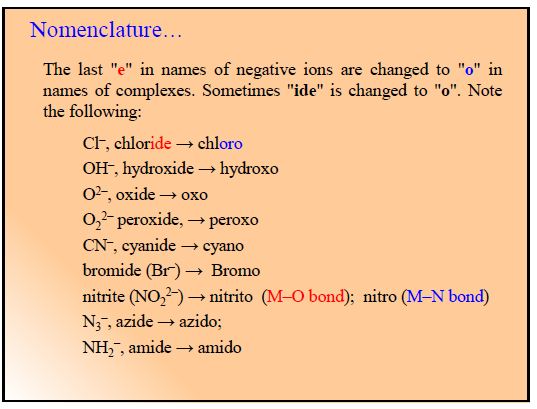 Nomenclature…
The last "e" in names of negative ions are changed to "o" in
names of complexes. Sometimes "ide" is changed to "o". Note
the following:
Cl⁻, chloride → chloro
OH⁻, hydroxide → hydroxo
O²⁻, oxide → oxo
O₂²⁻ peroxide, → peroxo
CN⁻, cyanide → cyano
bromide (Br⁻) → Bromo
nitrite (NO₂²⁻) → nitrito (M–O bond); nitro (M–N bond)
N₃⁻, azide → azido;
NH₂⁻, amide → amido